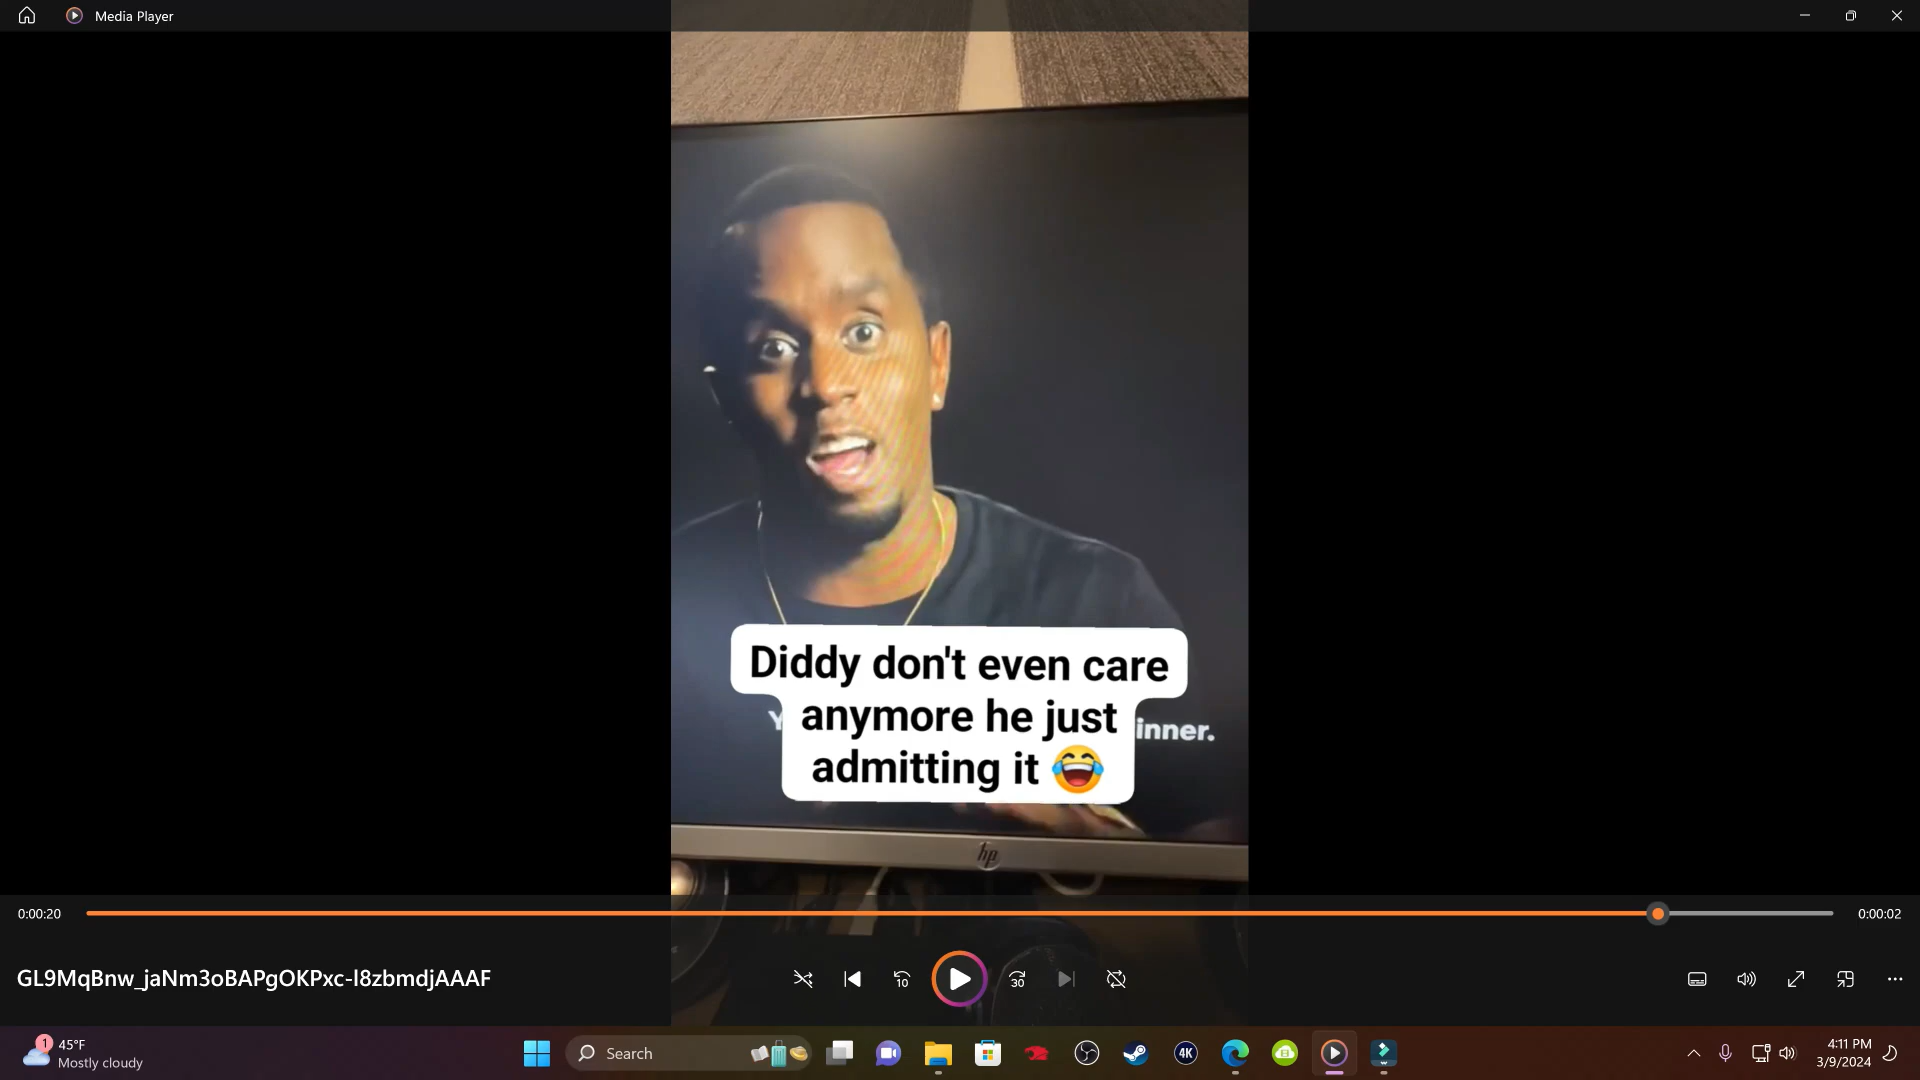 Media Player
Diddy don't even care
anymore he just
admitting it 😂
inner.
hp
0:00:20
0:00:02
GL9MqBnw_jaNm3oBAPgOKPxc-l8zbmdjAAAF
10
30
1
45°F
Mostly cloudy
Search
4K
4:11 PM
3/9/2024